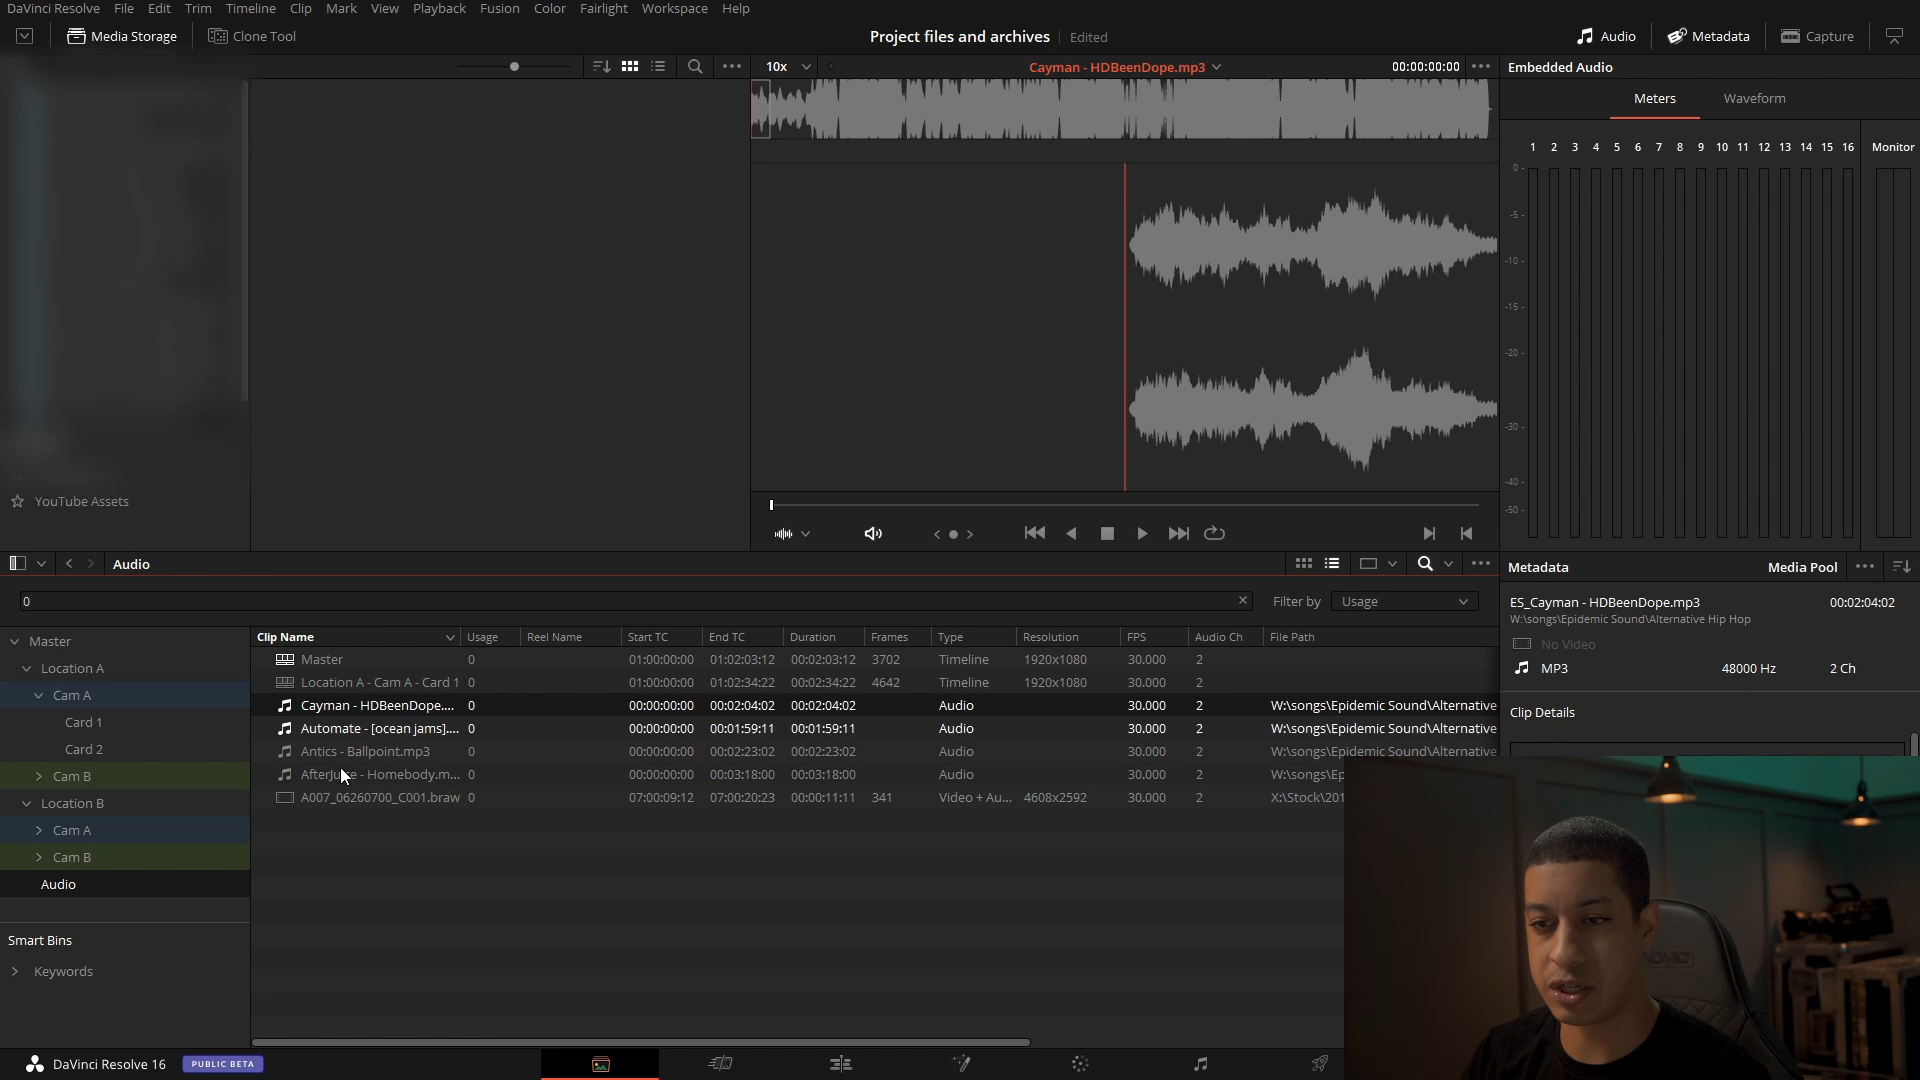 DaVinci Resolve File Edit Trim Timeline Clip Mark View Playback Fusion Color Fairlight Workspace Help
Media Storage Clone Tool Project files and archives Edited Audio Metadata Capture
10x Cayman - HDBeenDope.mp3 00:00:00:00 Embedded Audio
Meters Waveform
1 2 3 4 5 6 7 8 9 10 11 12 13 14 15 16 Monitor
0 -
-5 -
-10 -
-15 -
-20 -
-30 -
-40 -
-50 -
YouTube Assets
Audio
Metadata Media Pool
0 Filter by Usage
ES_Cayman - HDBeenDope.mp3 00:02:04:02
W:\songs\Epidemic Sound\Alternative Hip Hop
No Video
MP3 48000 Hz 2 Ch
Clip Details
Master
Location A
Cam A
Card 1
Card 2
Cam B
Location B
Cam A
Cam B
Audio
Smart Bins
Keywords
Clip Name Usage Reel Name Start TC End TC Duration Frames Type Resolution FPS Audio Ch File Path
Master 0 01:00:00:00 01:02:03:12 00:02:03:12 3702 Timeline 1920x1080 30.000 2
Location A - Cam A - Card 1 0 01:00:00:00 01:02:34:22 00:02:34:22 4642 Timeline 1920x1080 30.000 2
Cayman - HDBeenDope.... 0 00:00:00:00 00:02:04:02 00:02:04:02 Audio 30.000 2 W:\songs\Epidemic Sound\Alternative
Automate - [ocean jams].... 0 00:00:00:00 00:01:59:11 00:01:59:11 Audio 30.000 2 W:\songs\Epidemic Sound\Alternative
Antics - Ballpoint.mp3 0 00:00:00:00 00:02:23:02 00:02:23:02 Audio 30.000 2 W:\songs\Epidemic Sound\Alternative
- Homebody.m... 0 00:00:00:00 00:03:18:00 00:03:18:00 Audio 30.000 2 W:\songs\Ep
A007_06260700_C001.braw 0 07:00:09:12 07:00:20:23 00:00:11:11 341 Video + Au... 4608x2592 30.000 2 X:\Stock\201
DaVinci Resolve 16 PUBLIC BETA